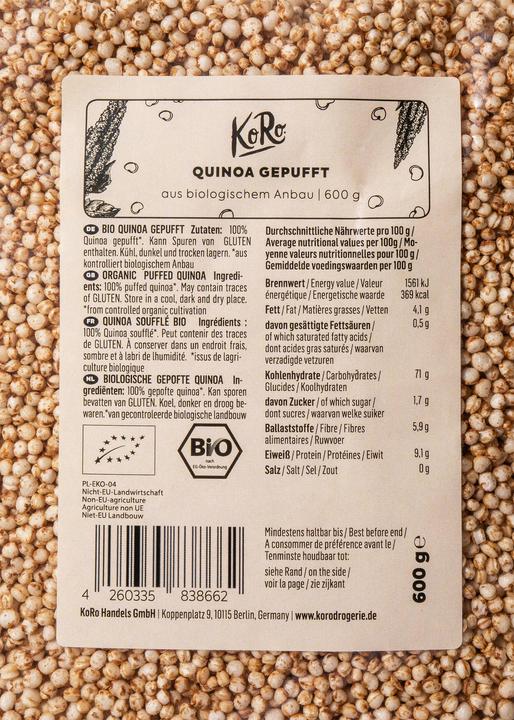 KoRo
QUINOA GEPUFFT
aus biologischem Anbau | 600 g
DE BIO QUINOA GEPUFFT Zutaten: 100%
Quinoa gepufft*. Kann Spuren von GLUTEN
enthalten. Kühl, dunkel und trocken lagern. *aus
kontrolliert biologischem Anbau
GB ORGANIC PUFFED QUINOA Ingredi-
ents: 100% puffed quinoa*. May contain traces
of GLUTEN. Store in a cool, dark and dry place.
*from controlled organic cultivation
FR QUINOA SOUFFLÉ BIO Ingrédients :
100% Quinoa soufflé*. Peut contenir des traces
de GLUTEN. À conserver dans un endroit frais,
sombre et à labri de lhumidité. *issus de lagri-
culture biologique
NL BIOLOGISCHE GEPOFTE QUINOA In-
grediënten: 100% gepofte quinoa*. Kan sporen
bevatten van GLUTEN. Koel, donker en droog be-
waren.*van gecontroleerde biologische landbouw
BIO
nach
EG-Öko-Verordnung
PL-EKO-04
Nicht-EU-Landwirtschaft
Non-EU-agriculture
Agriculture non UE
Niet-EU Landbouw
Durchschnittliche Nährwerte pro 100 g /
Average nutritional values per 100g / Mo-
yenne valeurs nutritionnelles pour 100 g /
Gemiddelde voedingswaarden per 100 g
Brennwert / Energy value / Valeur 1561 kJ
énergétique / Energetische waarde 369 kcal
Fett / Fat / Matières grasses / Vetten 4,1 g
davon gesättigte Fettsäuren / 0,5 g
of which saturated fatty acids /
dont acides gras saturés / waarvan
verzadigde vetzuren
Kohlenhydrate / Carbohydrates / 71 g
Glucides / Koolhydraten
davon Zucker / of which sugar / 1,7 g
dont sucres / waarvan welke suiker
Ballaststoffe / Fibre / Fibres 5,9 g
alimentaires / Ruwvoer
Eiweiß / Protein / Protéines / Eiwit 9,1 g
Salz / Salt / Sel / Zout 0 g
Mindestens haltbar bis / Best before end /
A consommer de préférence avant le /
Tenminste houdbaar tot:
siehe Rand / on the side /
voir la page / zie zijkant
600 g ℮
4 260335 838662
KoRo Handels GmbH | Koppenplatz 9, 10115 Berlin, Germany | www.korodrogerie.de